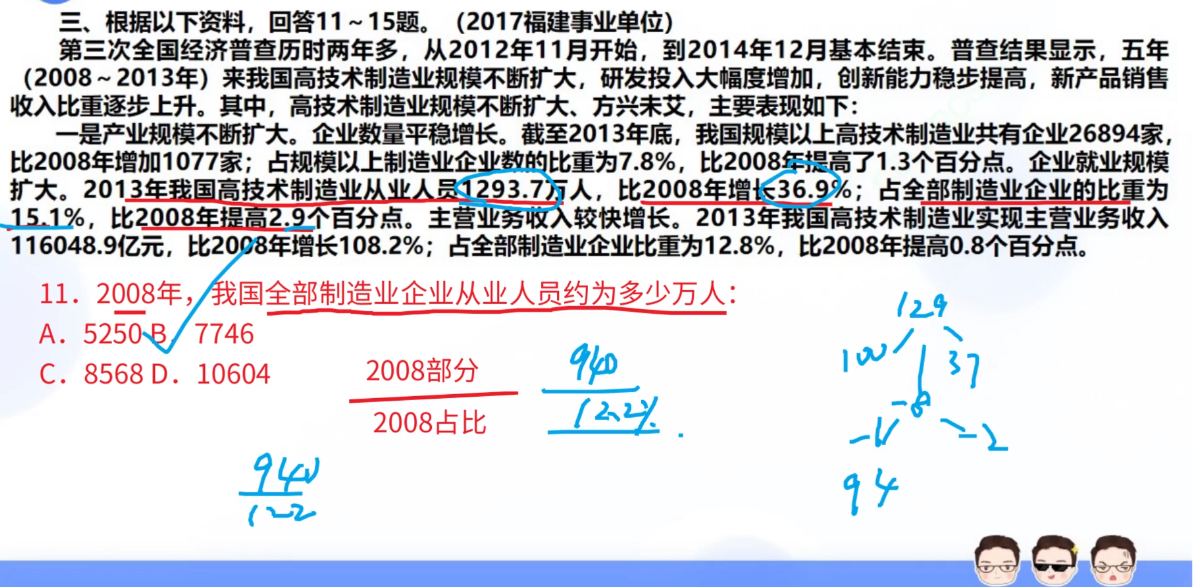 三、根据以下资料，回答11～15题。（2017福建事业单位）
第三次全国经济普查历时两年多，从2012年11月开始，到2014年12月基本结束。普查结果显示，五年
（2008～2013年）来我国高技术制造业规模不断扩大，研发投入大幅度增加，创新能力稳步提高，新产品销售
收入比重逐步上升。其中，高技术制造业规模不断扩大、方兴未艾，主要表现如下：
一是产业规模不断扩大。企业数量平稳增长。截至2013年底，我国规模以上高技术制造业共有企业26894家，
比2008年增加1077家；占规模以上制造业企业数的比重为7.8%，比2008年提高了1.3个百分点。企业就业规模
扩大。2013年我国高技术制造业从业人员1293.7万人，比2008年增长36.9%；占全部制造业企业的比重为
15.1%，比2008年提高2.9个百分点。主营业务收入较快增长。2013年我国高技术制造业实现主营业务收入
116048.9亿元，比2008年增长108.2%；占全部制造业企业比重为12.8%，比2008年提高0.8个百分点。
11．2008年，我国全部制造业企业从业人员约为多少万人：
A．5250 B．7746
C．8568 D．10604
2008部分
2008占比
940
12.2%
940
122
129
100 37
-8
-2
94